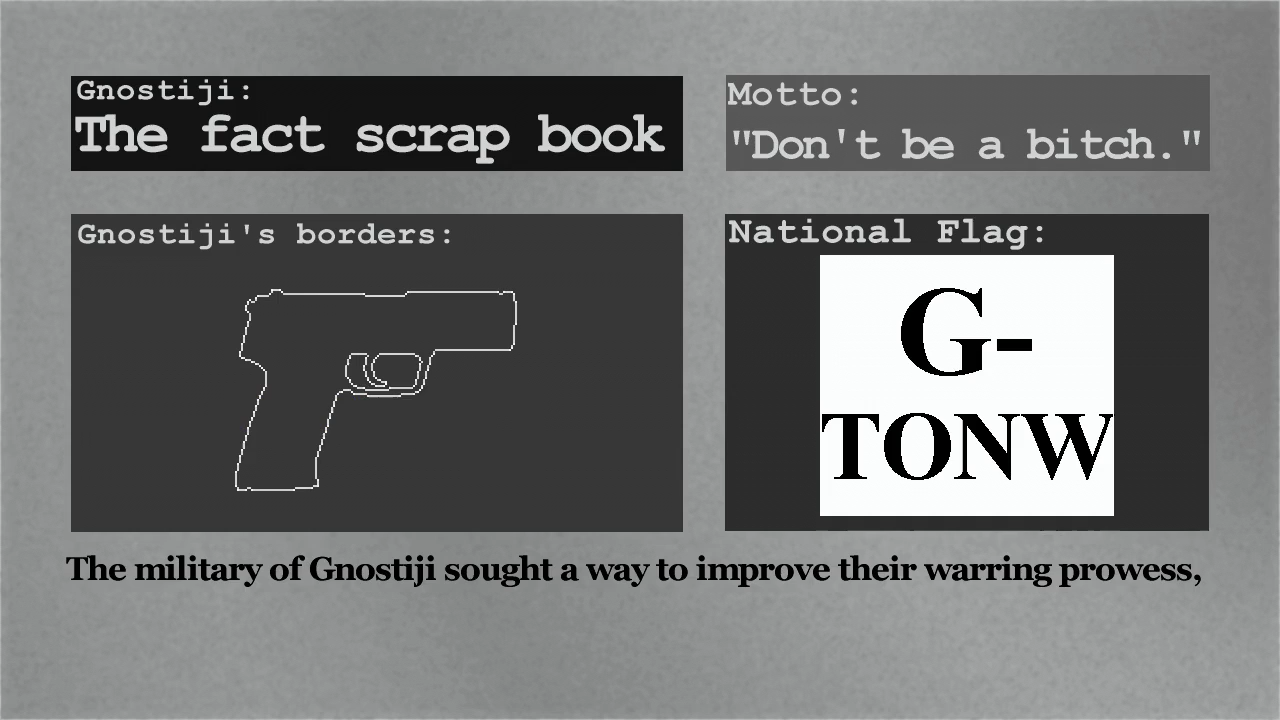 Gnostiji:
The fact scrap book
Motto:
"Don't be a bitch."
Gnostiji's borders:
National Flag:
G-
TONW
The military of Gnostiji sought a way to improve their warring prowess,